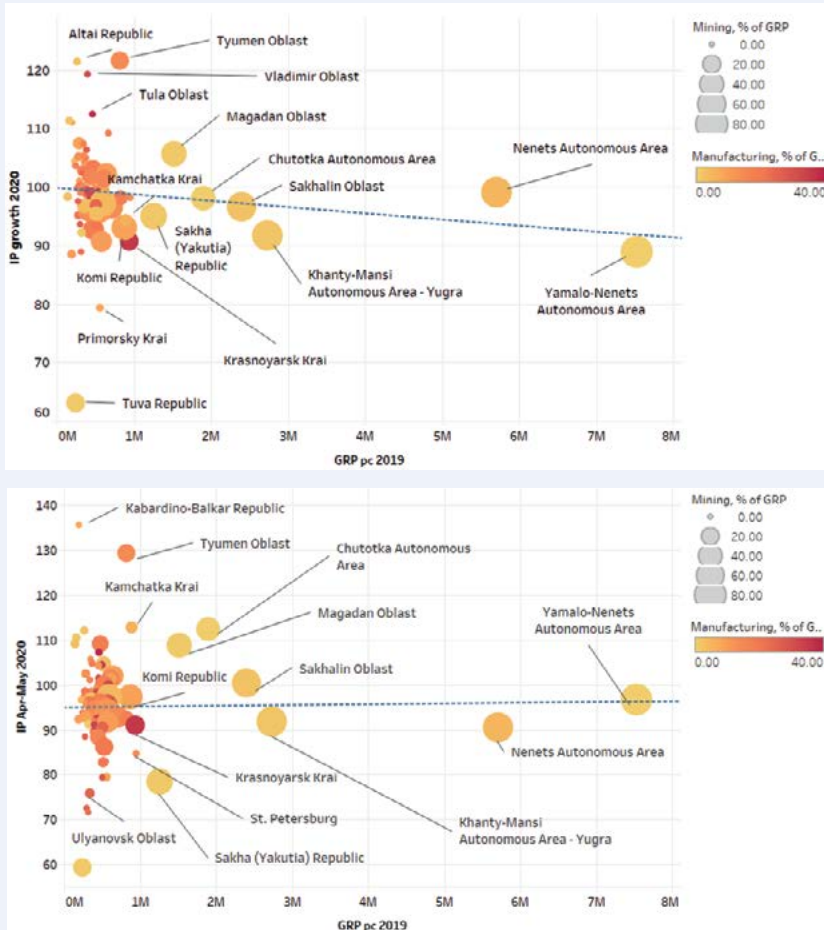 Altai Republic
Tyumen Oblast
Vladimir Oblast
Tula Oblast
Magadan Oblast
Chutotka Autonomous Area
Nenets Autonomous Area
Kamchatka Krai
Sakhalin Oblast
Sakha
(Yakutia)
Republic
Komi Republic
Khanty-Mansi
Autonomous Area - Yugra
Yamalo-Nenets
Autonomous Area
Primorsky Krai
Krasnoyarsk Krai
Tuva Republic
IP growth 2020
120
110
100
90
80
70
60
0M 1M 2M 3M 4M 5M 6M 7M 8M
GRP pc 2019
Mining, % of GRP
0.00
20.00
40.00
60.00
80.00
Manufacturing, % of G..
0.00 40.00
Kabardino-Balkar Republic
Tyumen Oblast
Chutotka Autonomous
Area
Kamchatka Krai
Magadan Oblast
Yamalo-Nenets
Autonomous Area
Komi Republic
Sakhalin Oblast
Nenets Autonomous Area
Krasnoyarsk Krai
St. Petersburg
Khanty-Mansi
Autonomous Area - Yugra
Ulyanovsk Oblast
Sakha (Yakutia) Republic
IP Apr-May 2020
140
130
120
110
100
90
80
70
60
0M 1M 2M 3M 4M 5M 6M 7M 8M
GRP pc 2019
Mining, % of GRP
0.00
20.00
40.00
60.00
80.00
Manufacturing, % of G..
0.00 40.00